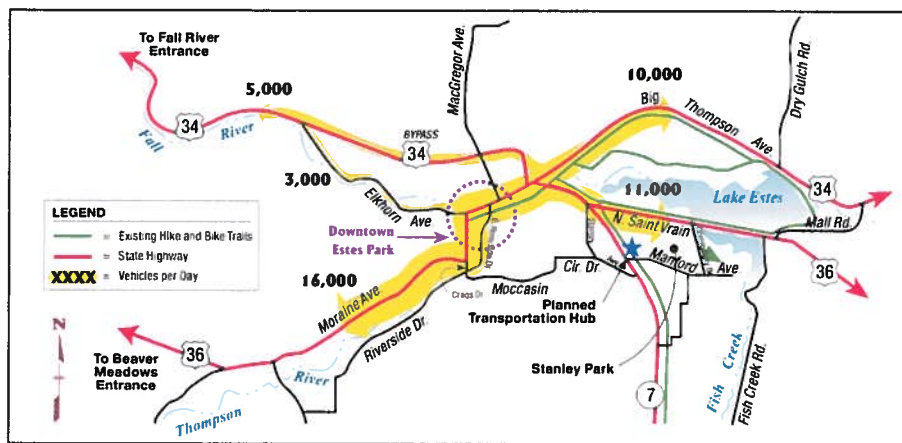 To Fall River
Entrance
5,000
34
Fall
River
BYPASS
34
3,000
Elkhorn
Ave
MacGregor Ave.
10,000
Big
Thompson
Ave
Dry Gulch Rd.
11,000
Lake Estes
34
Mall Rd.
N Saint Vrain
36
LEGEND
Existing Hike and Bike Trails
State Highway
XXXX = Vehicles per Day
Downtown
Estes Park
16,000
Moraine Ave.
Riverside Dr.
Crags Dr
Moccasin
Cir. Dr.
Manford
Ave
Planned
Transportation Hub
Stanley Park
7
Fish Creek
Fish Creek Rd.
N
To Beaver
Meadows
Entrance
36
Thompson
River